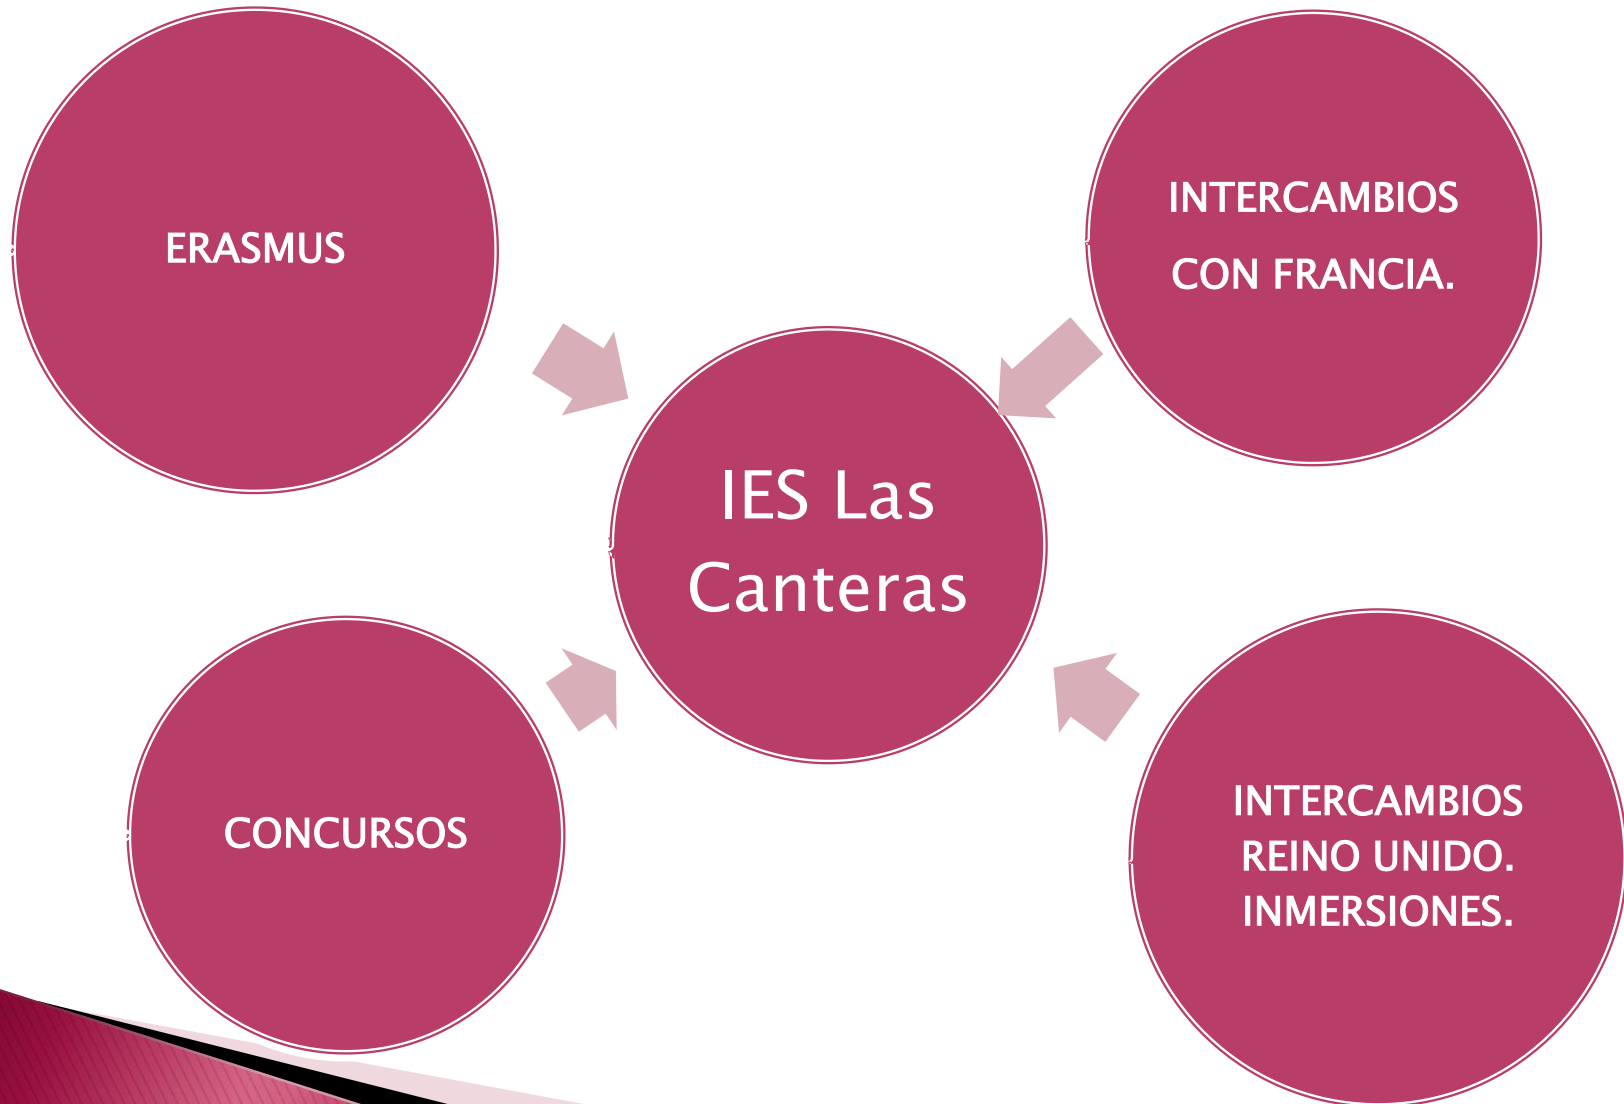 ERASMUS
INTERCAMBIOS
CON FRANCIA.
IES Las
Canteras
CONCURSOS
INTERCAMBIOS
REINO UNIDO.
INMERSIONES.